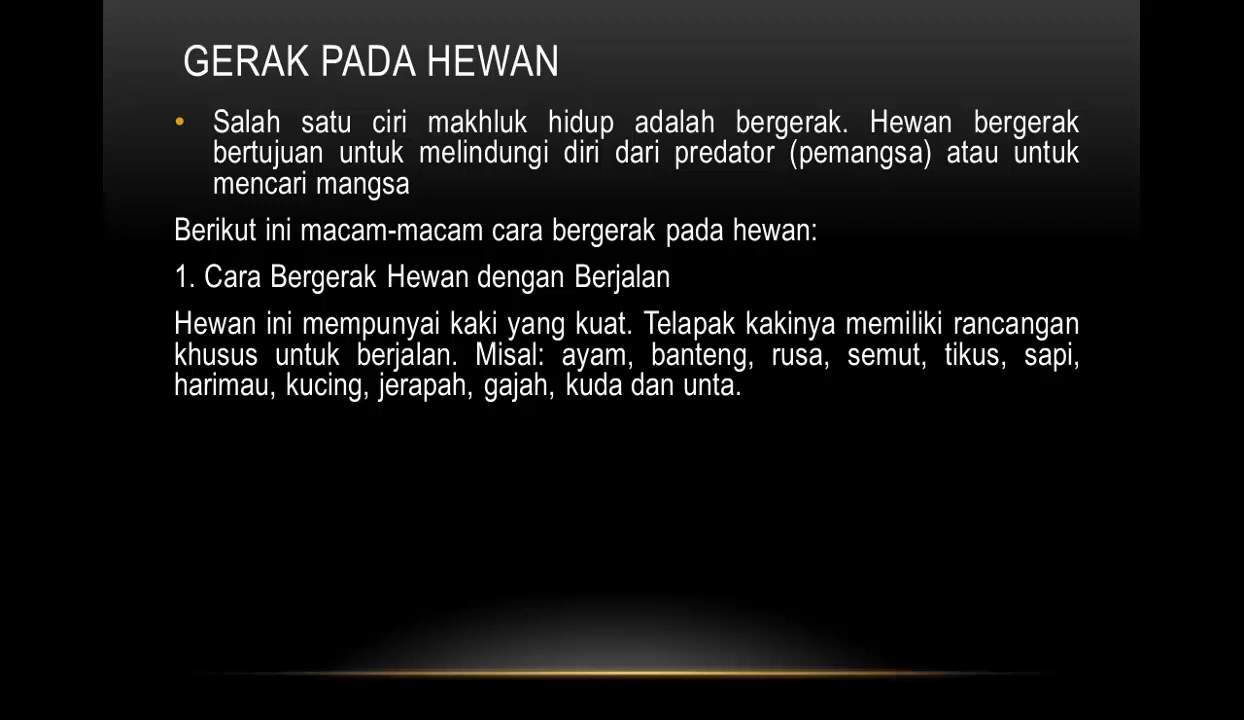 GERAK PADA HEWAN
• Salah satu ciri makhluk hidup adalah bergerak. Hewan bergerak
bertujuan untuk melindungi diri dari predator (pemangsa) atau untuk
mencari mangsa
Berikut ini macam-macam cara bergerak pada hewan:
1. Cara Bergerak Hewan dengan Berjalan
Hewan ini mempunyai kaki yang kuat. Telapak kakinya memiliki rancangan
khusus untuk berjalan. Misal: ayam, banteng, rusa, semut, tikus, sapi,
harimau, kucing, jerapah, gajah, kuda dan unta.